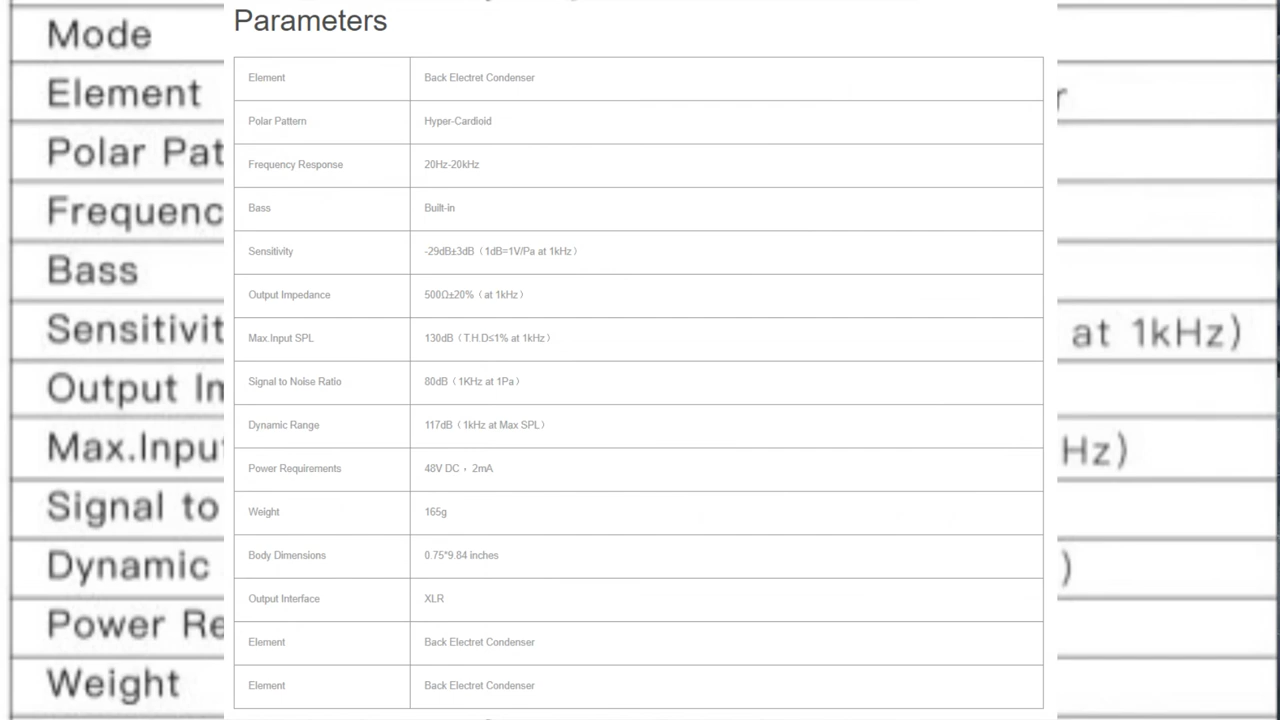 Parameters
Mode
Element
Polar Pat
Frequenc
Bass
Sensitivit
Output In
Max.Input
Signal to
Dynamic
Power Re
Weight
Element Back Electret Condenser
Polar Pattern Hyper-Cardioid
Frequency Response 20Hz-20kHz
Bass Built-in
Sensitivity -29dB±3dB（1dB=1V/Pa at 1kHz）
Output Impedance 500Ω±20%（at 1kHz）
Max.Input SPL 130dB（T.H.D≤1% at 1kHz）
Signal to Noise Ratio 80dB（1KHz at 1Pa）
Dynamic Range 117dB（1kHz at Max SPL）
Power Requirements 48V DC，2mA
Weight 165g
Body Dimensions 0.75*9.84 inches
Output Interface XLR
Element Back Electret Condenser
Element Back Electret Condenser
r
at 1kHz)
Hz)
)